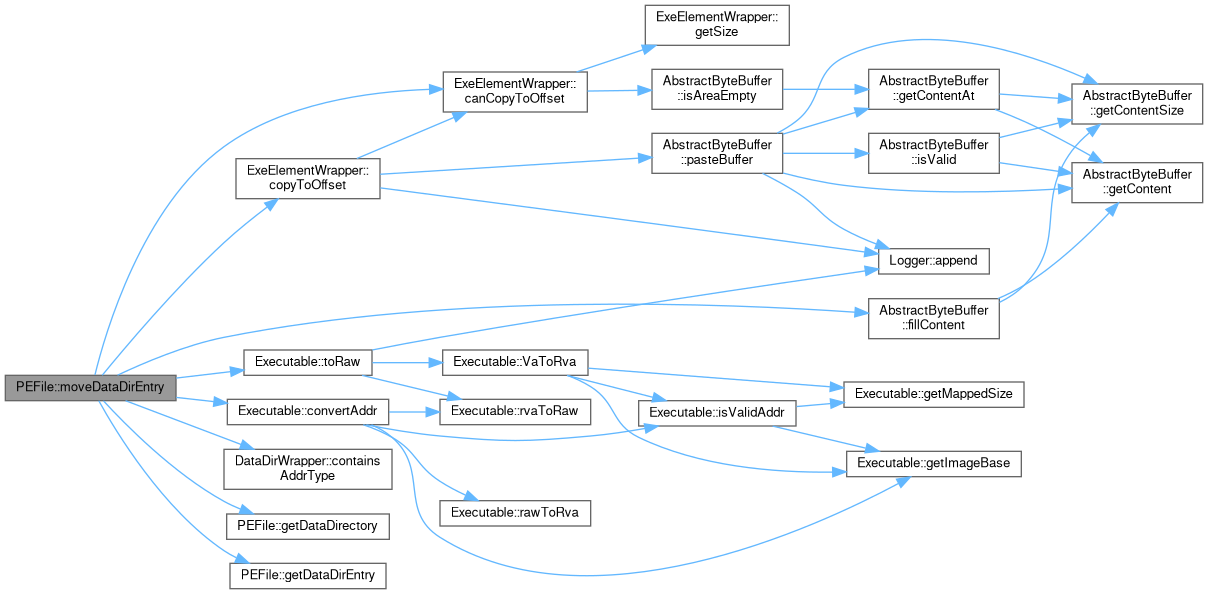 PEFile::moveDataDirEntry
ExeElementWrapper::
canCopyToOffset
ExeElementWrapper::
getSize
AbstractByteBuffer
::isAreaEmpty
AbstractByteBuffer
::getContentAt
AbstractByteBuffer
::getContentSize
AbstractByteBuffer
::getContent
ExeElementWrapper::
copyToOffset
AbstractByteBuffer
::pasteBuffer
AbstractByteBuffer
::isValid
Logger::append
AbstractByteBuffer
::fillContent
Executable::toRaw
Executable::VaToRva
Executable::rvaToRaw
Executable::isValidAddr
Executable::getMappedSize
Executable::getImageBase
Executable::convertAddr
Executable::rawToRva
DataDirWrapper::contains
AddrType
PEFile::getDataDirectory
PEFile::getDataDirEntry